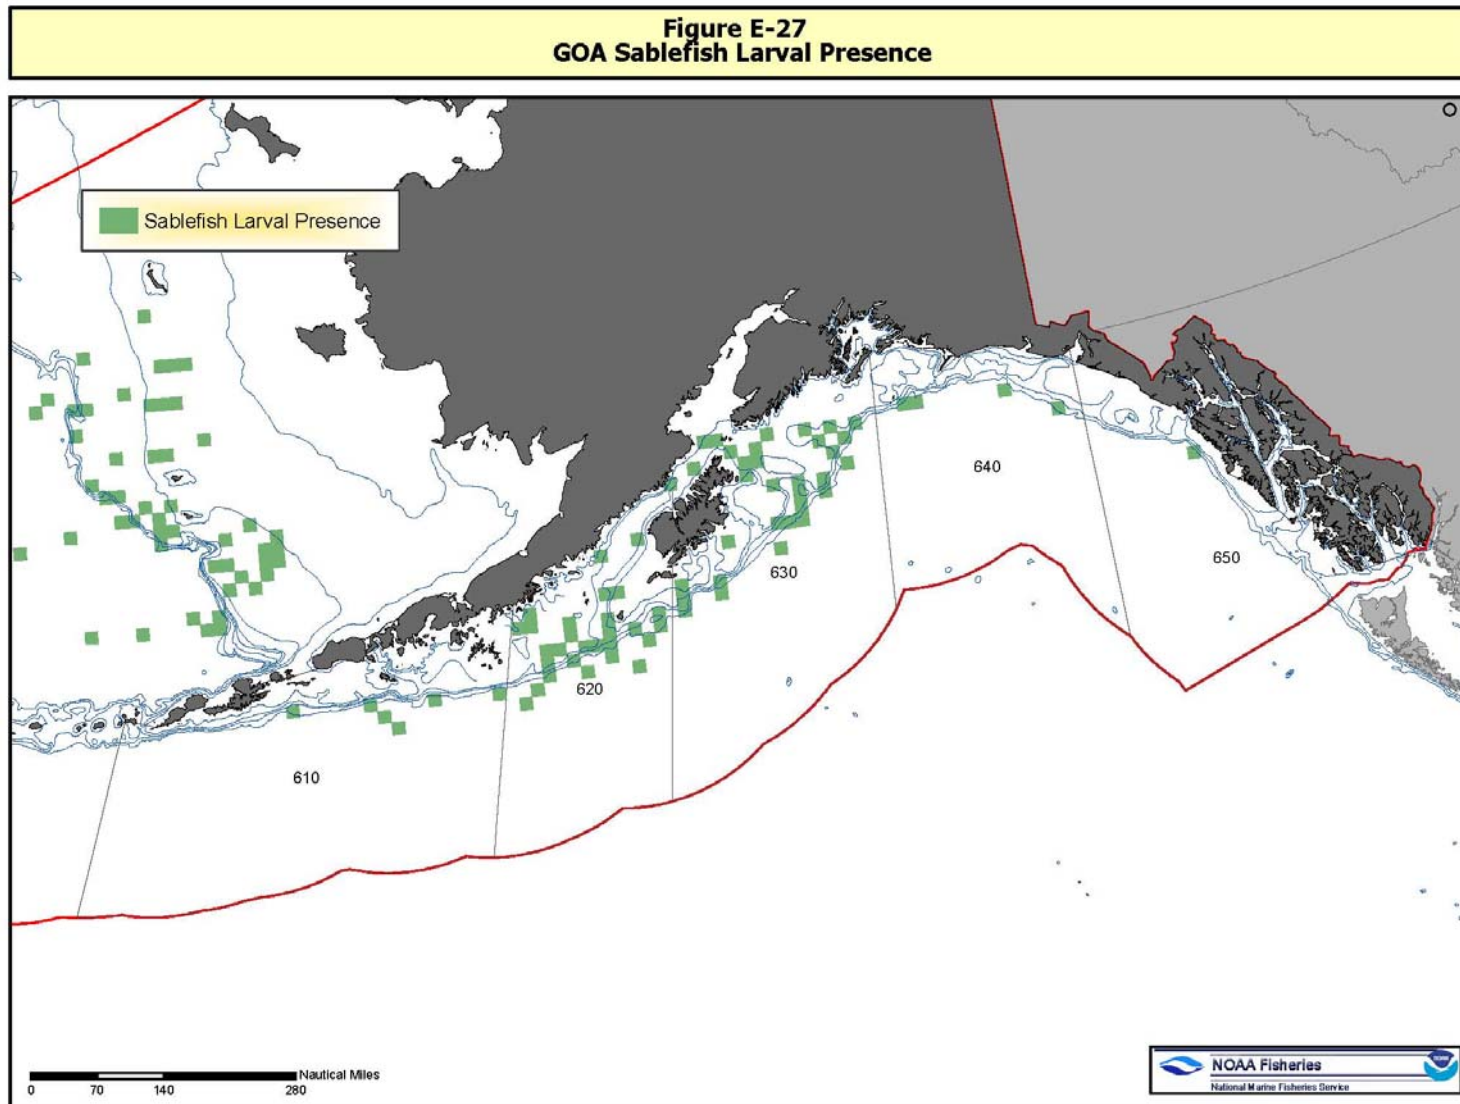 Figure E-27
GOA Sablefish Larval Presence
Sablefish Larval Presence
640
650
630
620
610
Nautical Miles
0 70 140 280
NOAA Fisheries
National Marine Fisheries Service